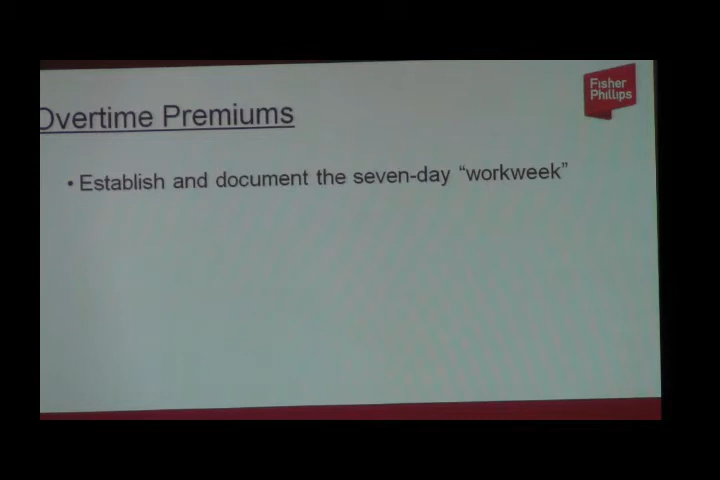 Overtime Premiums
Fisher
Phillips
• Establish and document the seven-day “workweek”